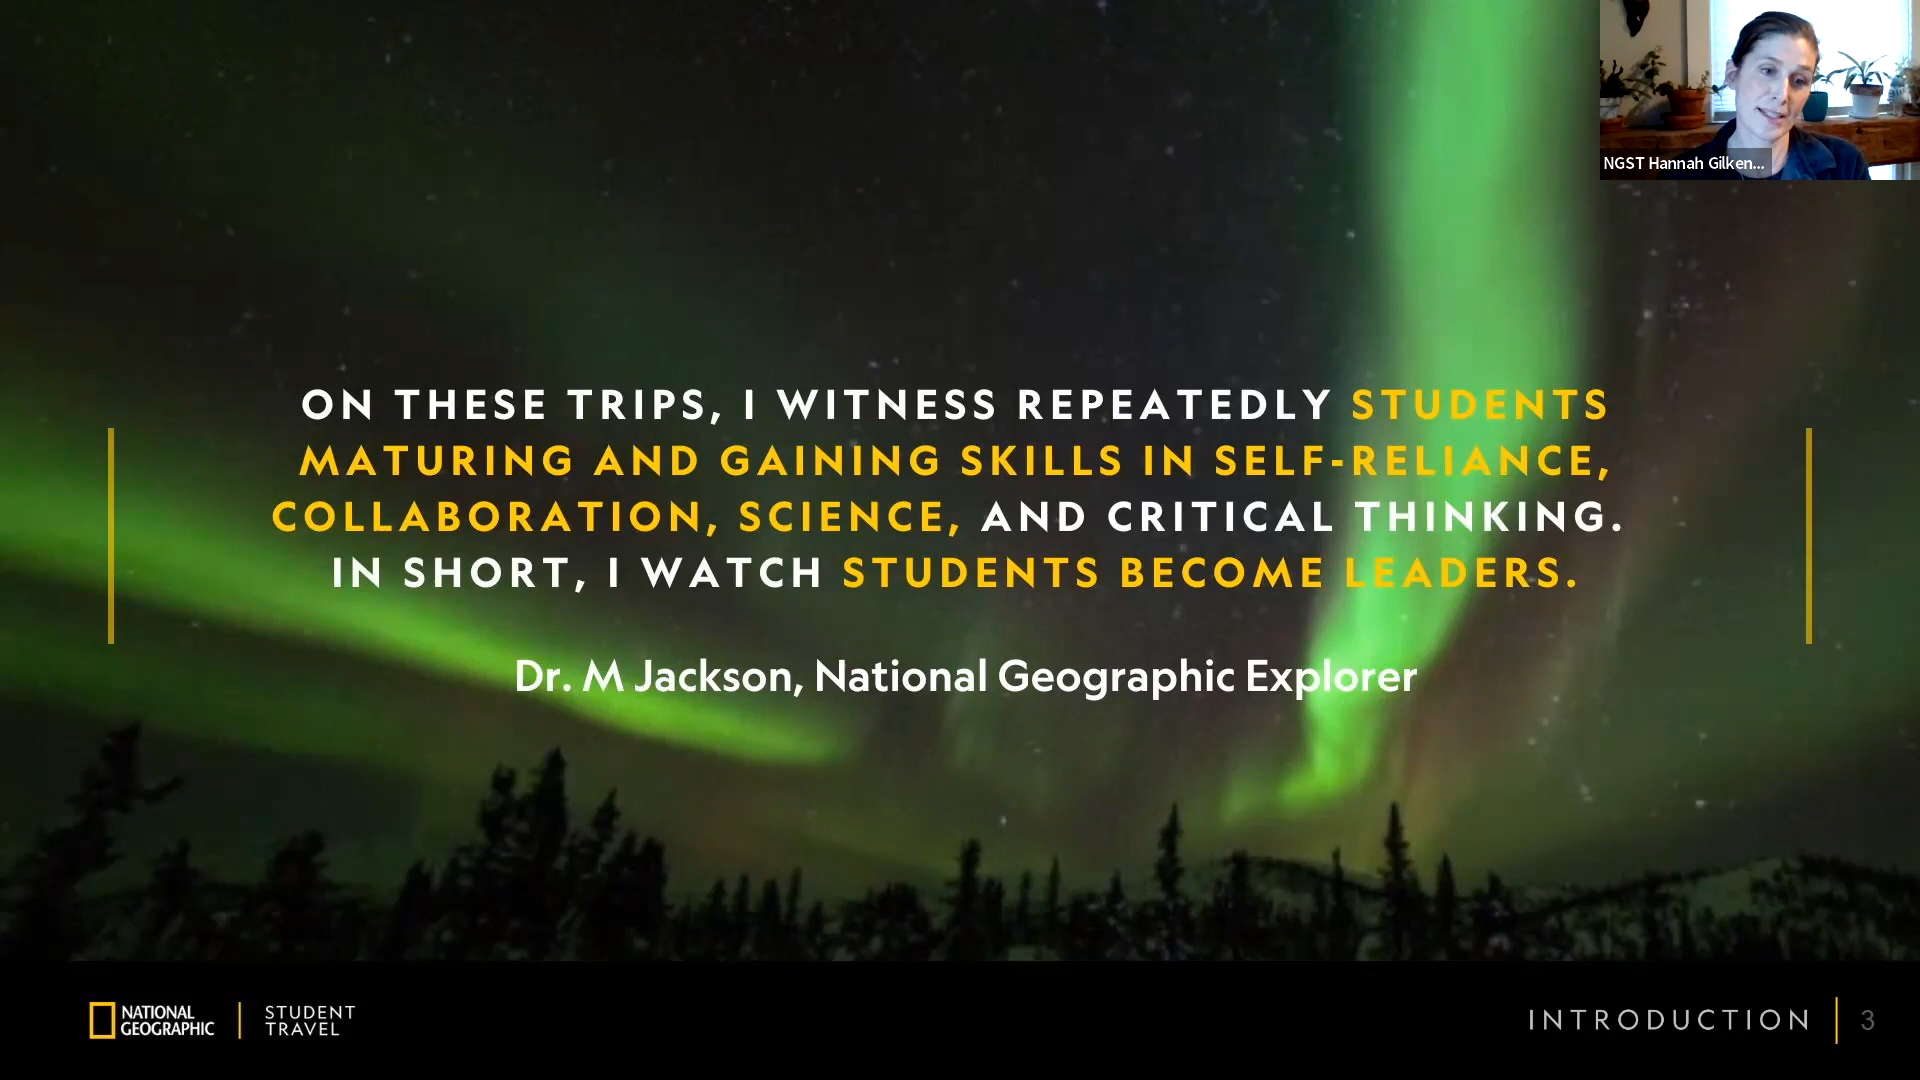 NGST Hannah Gilken...
ON THESE TRIPS, I WITNESS REPEATEDLY STUDENTS
MATURING AND GAINING SKILLS IN SELF-RELIANCE,
COLLABORATION, SCIENCE, AND CRITICAL THINKING.
IN SHORT, I WATCH STUDENTS BECOME LEADERS.
Dr. M Jackson, National Geographic Explorer
NATIONAL
GEOGRAPHIC
STUDENT
TRAVEL
INTRODUCTION 3